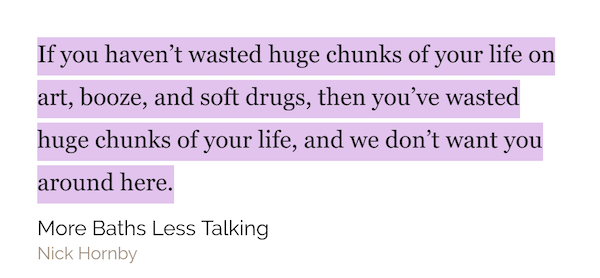 If you haven’t wasted huge chunks of your life on
art, booze, and soft drugs, then you’ve wasted
huge chunks of your life, and we don’t want you
around here.
More Baths Less Talking
Nick Hornby